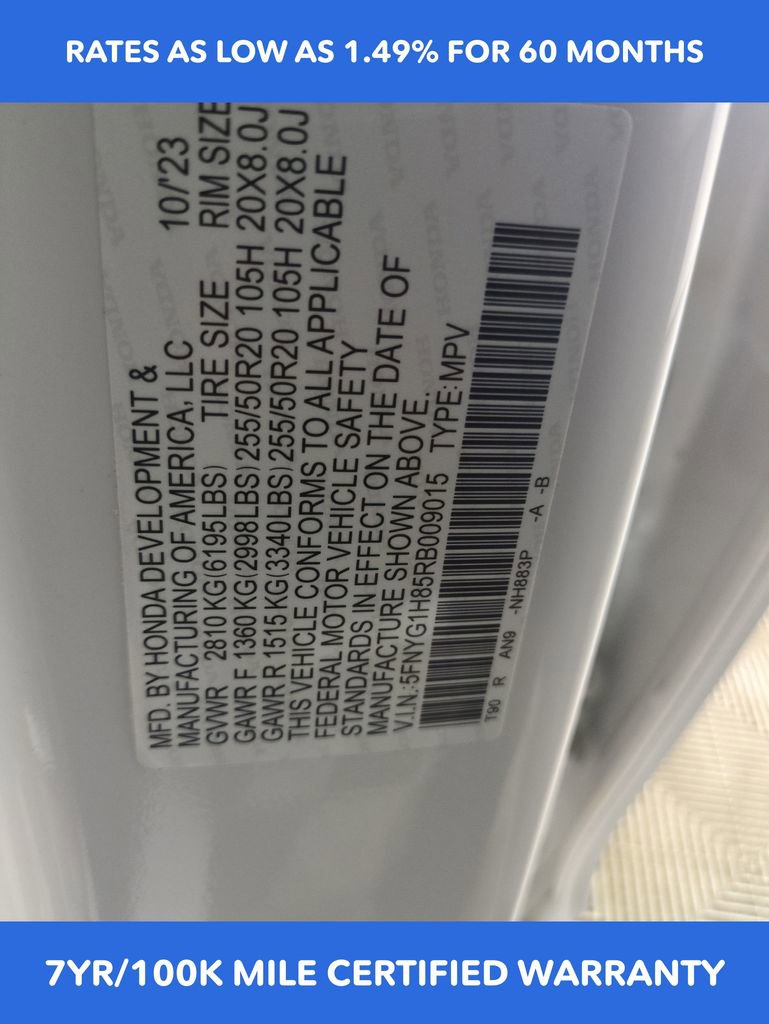 RATES AS LOW AS 1.49% FOR 60 MONTHS
MFD. BY HONDA DEVELOPMENT &
MANUFACTURING OF AMERICA, LLC 10/'23
GVWR 2810 KG(6195LBS) TIRE SIZE RIM SIZE
GAWR F 1360 KG(2998LBS) 255/50R20 105H 20X8.0J
GAWR R 1515 KG(3340LBS) 255/50R20 105H 20X8.0J
THIS VEHICLE CONFORMS TO ALL APPLICABLE
FEDERAL MOTOR VEHICLE SAFETY
STANDARDS IN EFFECT ON THE DATE OF
MANUFACTURE SHOWN ABOVE.
V.I.N.:5FNYG1H85RB009015 TYPE:MPV
T90 R AN9 -NH883P -A -B
7YR/100K MILE CERTIFIED WARRANTY